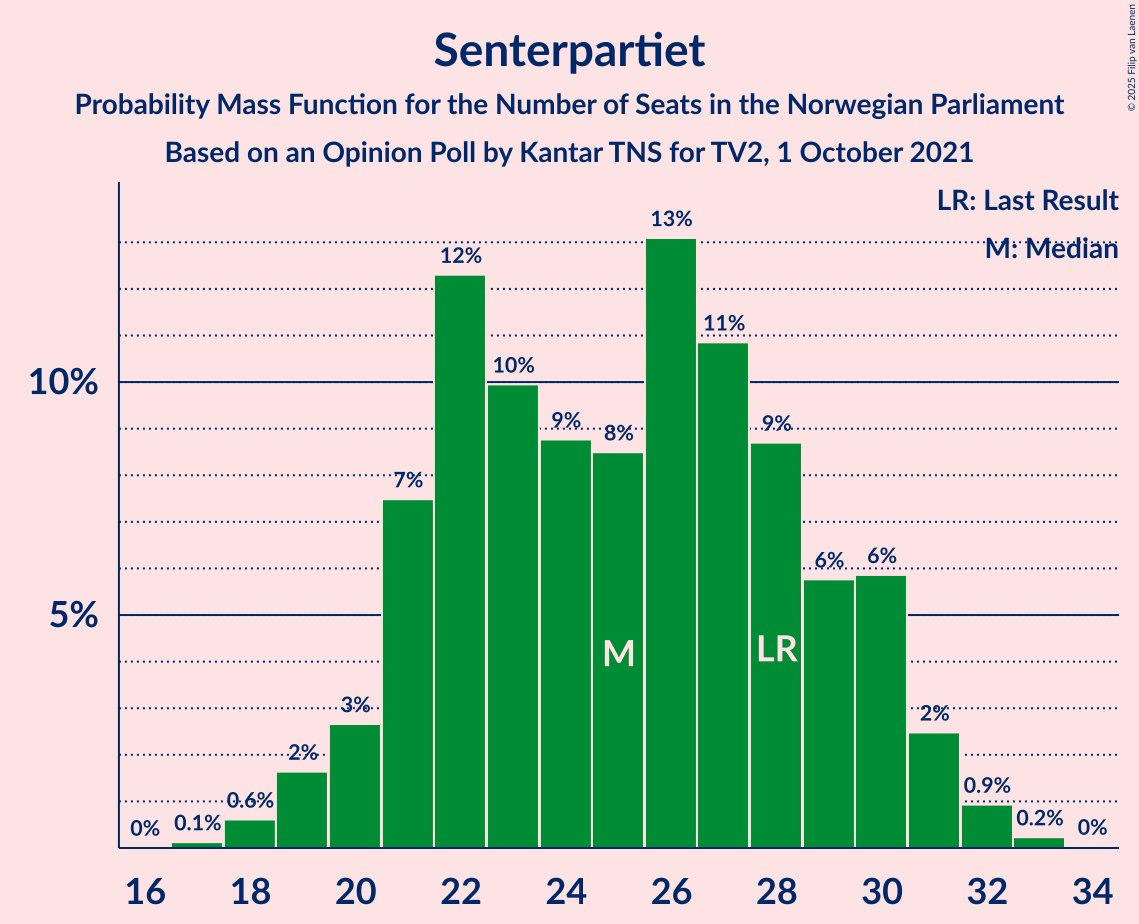 Senterpartiet
Probability Mass Function for the Number of Seats in the Norwegian Parliament
Based on an Opinion Poll by Kantar TNS for TV2, 1 October 2021
© 2025 Filip van Laenen
LR: Last Result
M: Median
13%
12%
11%
10%
10%
9%
8%
9%
7%
6%
6%
5%
M
LR
3%
2%
2%
0.6%
0.9%
0%
0.1%
0.2%
0%
16 18 20 22 24 26 28 30 32 34